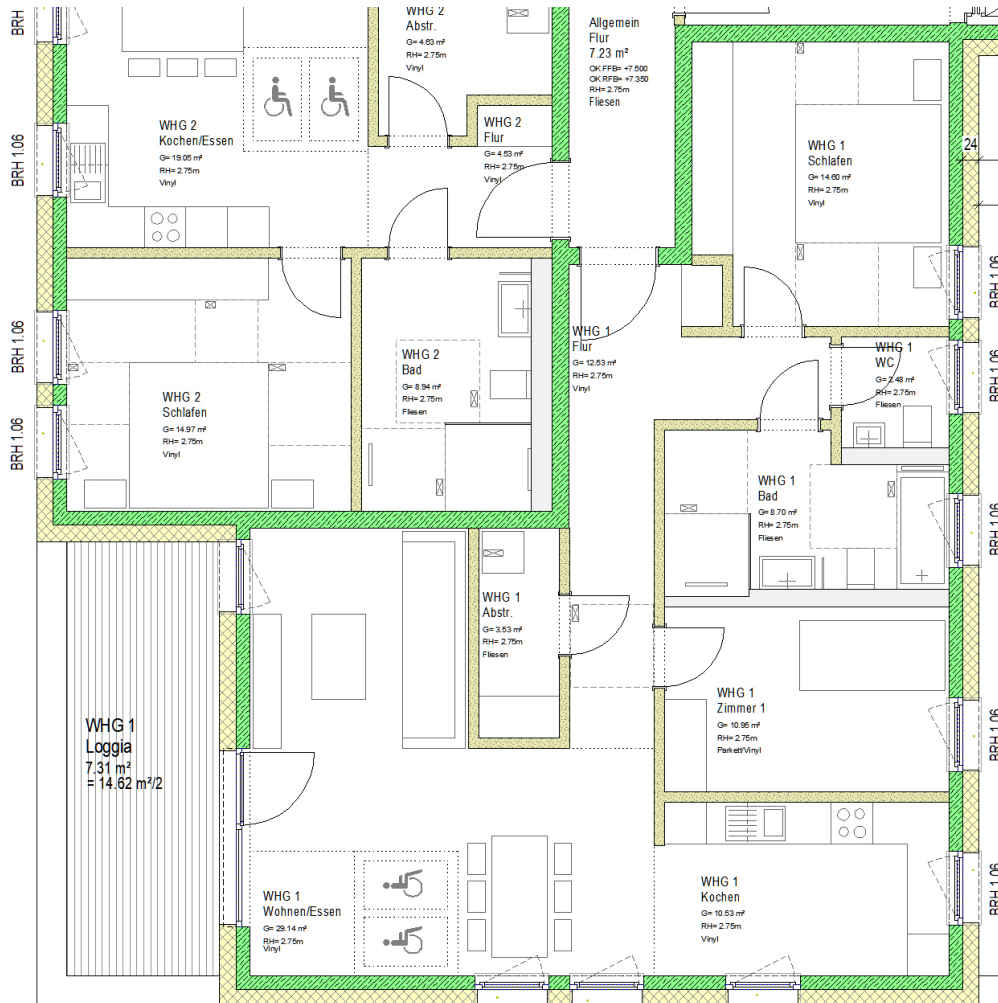 BRH
WHG 2
Abstr.
G= 4.63 m²
RH= 2.75m
Vinyl
Allgemein
Flur
7.23 m²
OK FFB= +7.500
OK RFB= +7.350
RH= 2.75m
Fliesen
BRH 1.06
WHG 2
Kochen/Essen
G= 19.05 m²
RH= 2.75m
Vinyl
WHG 2
Flur
G= 4.53 m²
RH= 2.75m
Vinyl
WHG 1
Schlafen
G= 14.60 m²
RH= 2.75m
Vinyl
24
BRH 1.06
BRH 1.06
WHG 2
Schlafen
G= 14.97 m²
RH= 2.75m
Vinyl
BRH 1.06
WHG 2
Bad
G= 8.94 m²
RH= 2.75m
Fliesen
WHG 1
Flur
G= 12.53 m²
RH= 2.75m
Vinyl
WHG 1
WC
G= 2.48 m²
RH= 2.75m
Fliesen
BRH 1.06
WHG 1
Bad
G= 8.70 m²
RH= 2.75m
Fliesen
BRH 1.06
WHG 1
Abstr.
G= 3.53 m²
RH= 2.75m
Fliesen
WHG 1
Zimmer 1
G= 10.95 m²
RH= 2.75m
Parkett/Vinyl
BRH 1.06
WHG 1
Loggia
7.31 m²
= 14.62 m²/2
WHG 1
Wohnen/Essen
G= 29.14 m²
RH= 2.75m
Vinyl
WHG 1
Kochen
G= 10.53 m²
RH= 2.75m
Vinyl
BRH 1.06